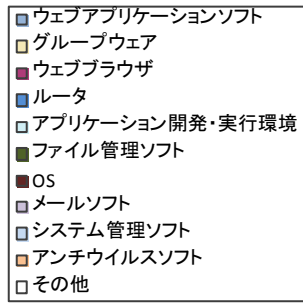 ウェブアプリケーションソフト
グループウェア
ウェブブラウザ
ルータ
アプリケーション開発・実行環境
ファイル管理ソフト
OS
メールソフト
システム管理ソフト
アンチウイルスソフト
その他